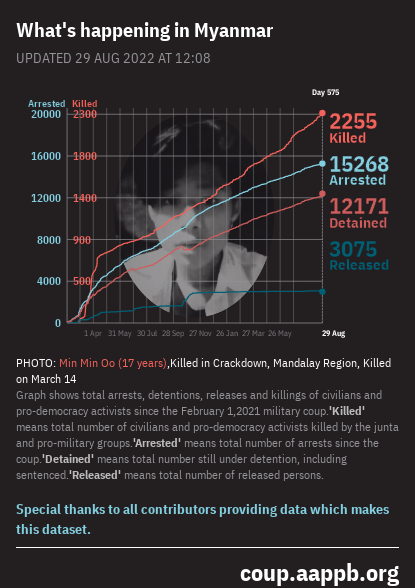 What's happening in Myanmar
UPDATED 29 AUG 2022 AT 12:08
Day 575
Arrested Killed
20000 2300
2255
Killed
16000 1800
15268
Arrested
12000 1400
12171
Detained
8000 900
3075
Released
4000 500
0
1 Apr 31 May 30 Jul 28 Sep 27 Nov 26 Jan 27 Mar 26 May 29 Aug
PHOTO: Min Min Oo (17 years),Killed in Crackdown, Mandalay Region, Killed
on March 14
Graph shows total arrests, detentions, releases and killings of civilians and
pro-democracy activists since the February 1,2021 military coup.'Killed'
means total number of civilians and pro-democracy activists killed by the junta
and pro-military groups.'Arrested' means total number of arrests since the
coup.'Detained' means total number still under detention, including
sentenced.'Released' means total number of released persons.
Special thanks to all contributors providing data which makes
this dataset.
coup.aappb.org